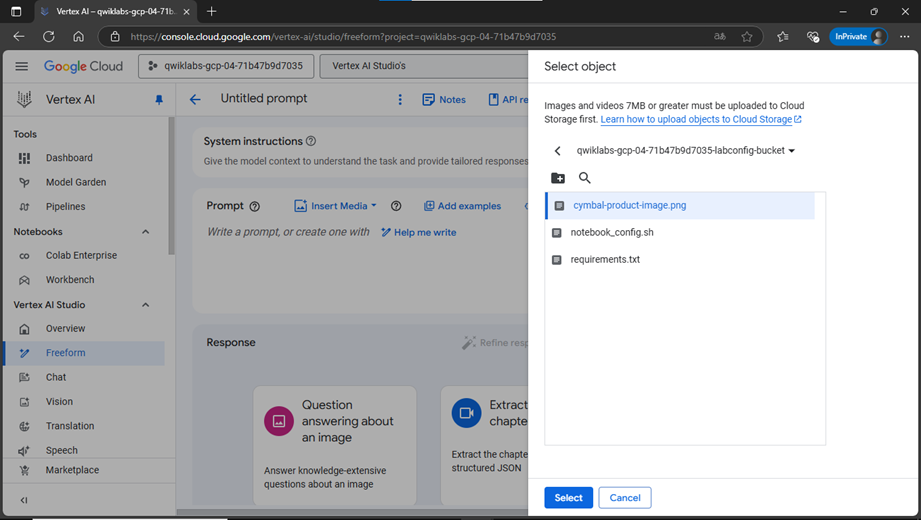 Vertex AI – qwiklabs-gcp-04-71b
https://console.cloud.google.com/vertex-ai/studio/freeform?project=qwiklabs-gcp-04-71b47b9d7035
InPrivate
Google Cloud
qwiklabs-gcp-04-71b47b9d7035
Vertex AI Studio's
Vertex AI
Untitled prompt
Notes
API re
Tools
Dashboard
Model Garden
Pipelines
Notebooks
Colab Enterprise
Workbench
Vertex AI Studio
Overview
Freeform
Chat
Vision
Translation
Speech
Marketplace
System instructions
Give the model context to understand the task and provide tailored responses
Prompt
Insert Media
Add examples
Write a prompt, or create one with
Help me write
Response
Refine resp
Question
answering about
an image
Answer knowledge-extensive
questions about an image
Extract
chapte
Extract the chapte
structured JSON
Select object
Images and videos 7MB or greater must be uploaded to Cloud
Storage first. Learn how to upload objects to Cloud Storage
qwiklabs-gcp-04-71b47b9d7035-labconfig-bucket
cymbal-product-image.png
notebook_config.sh
requirements.txt
Select
Cancel